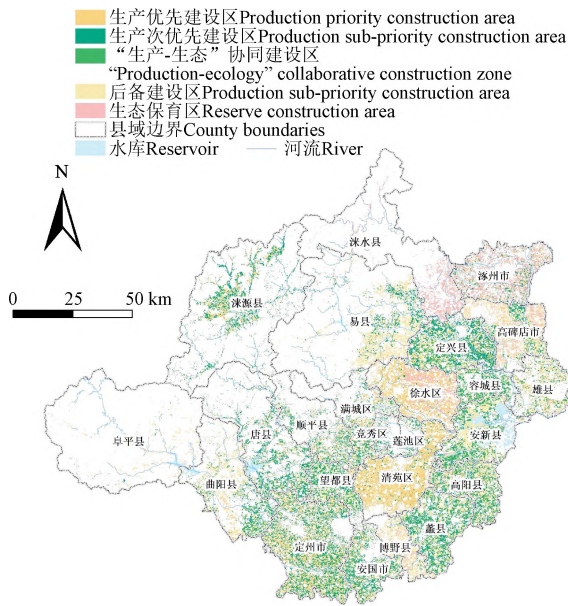 生产优先建设区Production priority construction area
生产次优先建设区Production sub-priority construction area
“生产-生态”协同建设区
“Production-ecology” collaborative construction zone
后备建设区Production sub-priority construction area
生态保育区Reserve construction area
县域边界County boundaries
水库Reservoir 河流River
N
0 25 50 km
涞水县
涿州市
涞源县
易县
高碑店市
定兴县
徐水区
容城县
雄县
满城区
阜平县
唐县
顺平县
竞秀区
莲池区
安新县
曲阳县
望都县
清苑区
高阳县
定州市
博野县
蠡县
安国市